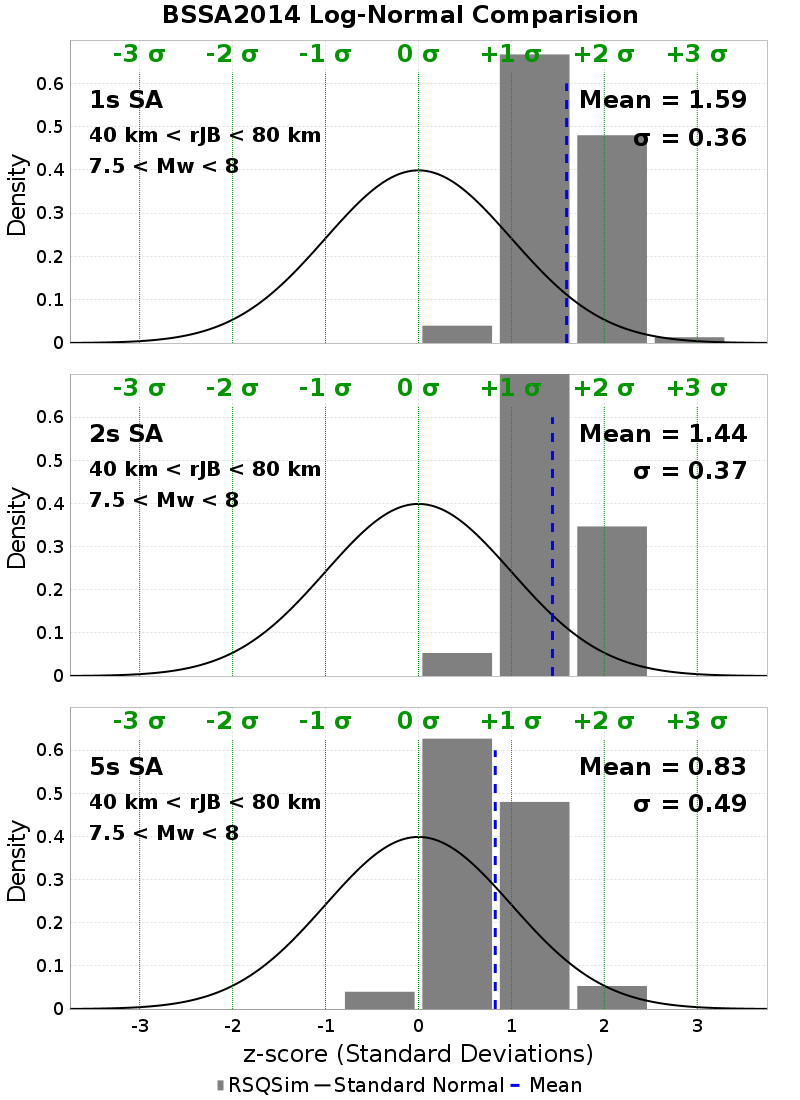 BSSA2014 Log-Normal Comparision
-3 σ -2 σ -1 σ 0 σ +1 σ +2 σ +3 σ
1s SA
40 km < rJB < 80 km
7.5 < Mw < 8
Mean = 1.59
σ = 0.36
0.6
0.5
0.4
0.3
0.2
0.1
0
Density
-3 σ -2 σ -1 σ 0 σ +1 σ +2 σ +3 σ
2s SA
40 km < rJB < 80 km
7.5 < Mw < 8
Mean = 1.44
σ = 0.37
0.6
0.5
0.4
0.3
0.2
0.1
0
Density
-3 σ -2 σ -1 σ 0 σ +1 σ +2 σ +3 σ
5s SA
40 km < rJB < 80 km
7.5 < Mw < 8
Mean = 0.83
σ = 0.49
0.6
0.5
0.4
0.3
0.2
0.1
0
Density
-3 -2 -1 0 1 2 3
z-score (Standard Deviations)
RSQSim Standard Normal Mean